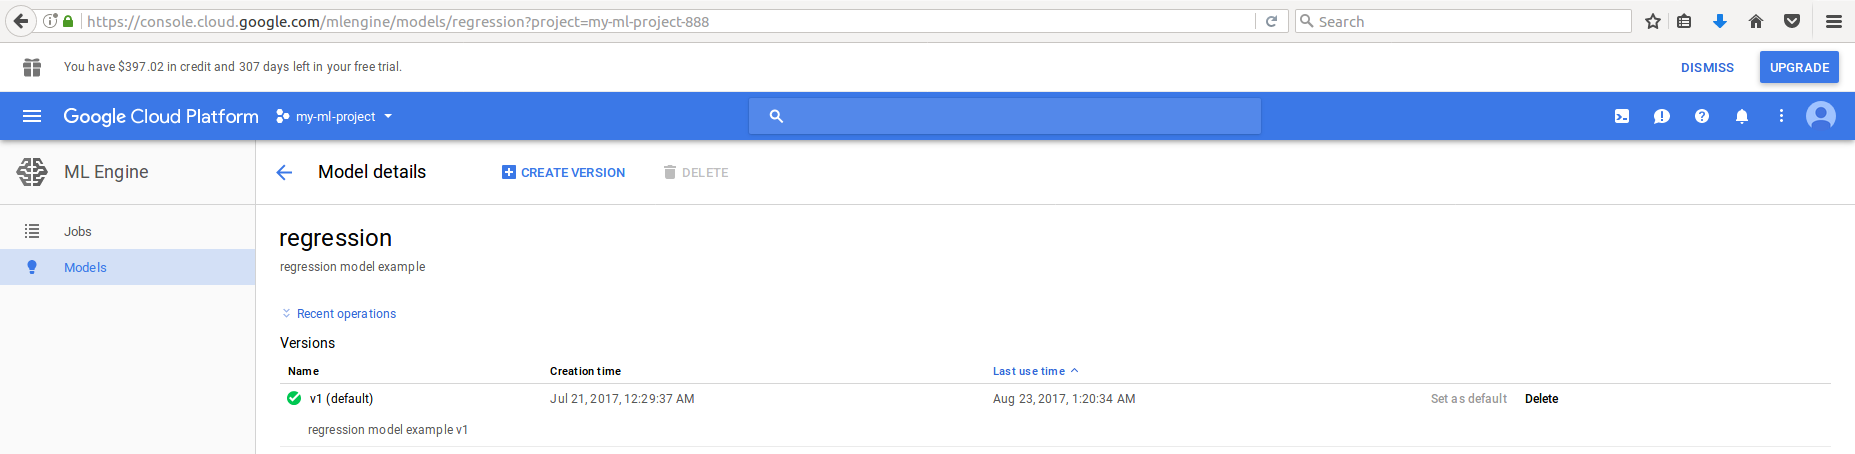 https://console.cloud.google.com/mlengine/models/regression?project=my-ml-project-888
Search
You have $397.02 in credit and 307 days left in your free trial.
DISMISS
UPGRADE
Google Cloud Platform
my-ml-project
ML Engine
Model details
CREATE VERSION
DELETE
Jobs
Models
regression
regression model example
Recent operations
Versions
Name Creation time Last use time
v1 (default) Jul 21, 2017, 12:29:37 AM Aug 23, 2017, 1:20:34 AM Set as default Delete
regression model example v1